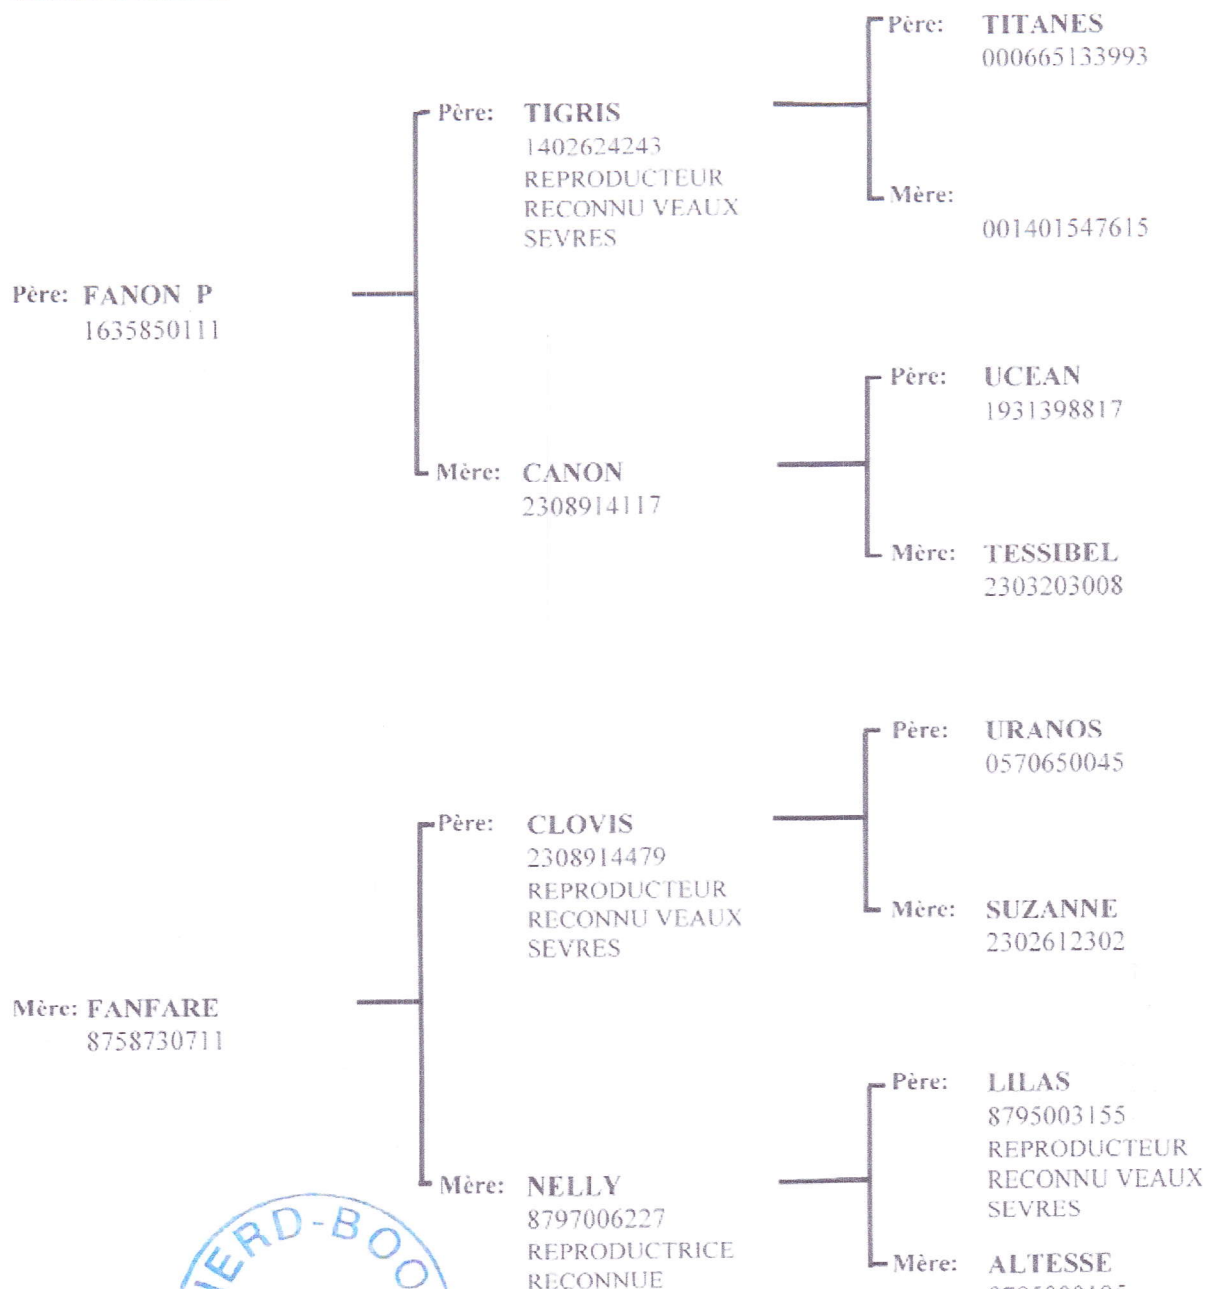 Père: TITANES
000665133993
Père: TIGRIS
1402624243
REPRODUCTEUR
RECONNU VEAUX
SEVRES
Mère:
001401547615
Père: FANON P
1635850111
Père: UCEAN
1931398817
Mère: CANON
2308914117
Mère: TESSIBEL
2303203008
Père: URANOS
0570650045
Père: CLOVIS
2308914479
REPRODUCTEUR
RECONNU VEAUX
SEVRES
Mère: SUZANNE
2302612302
Mère: FANFARE
8758730711
Père: LILAS
8795003155
REPRODUCTEUR
RECONNU VEAUX
SEVRES
Mère: NELLY
8797006227
REPRODUCTRICE
RECONNUE
Mère: ALTESSE
HERD-BOO